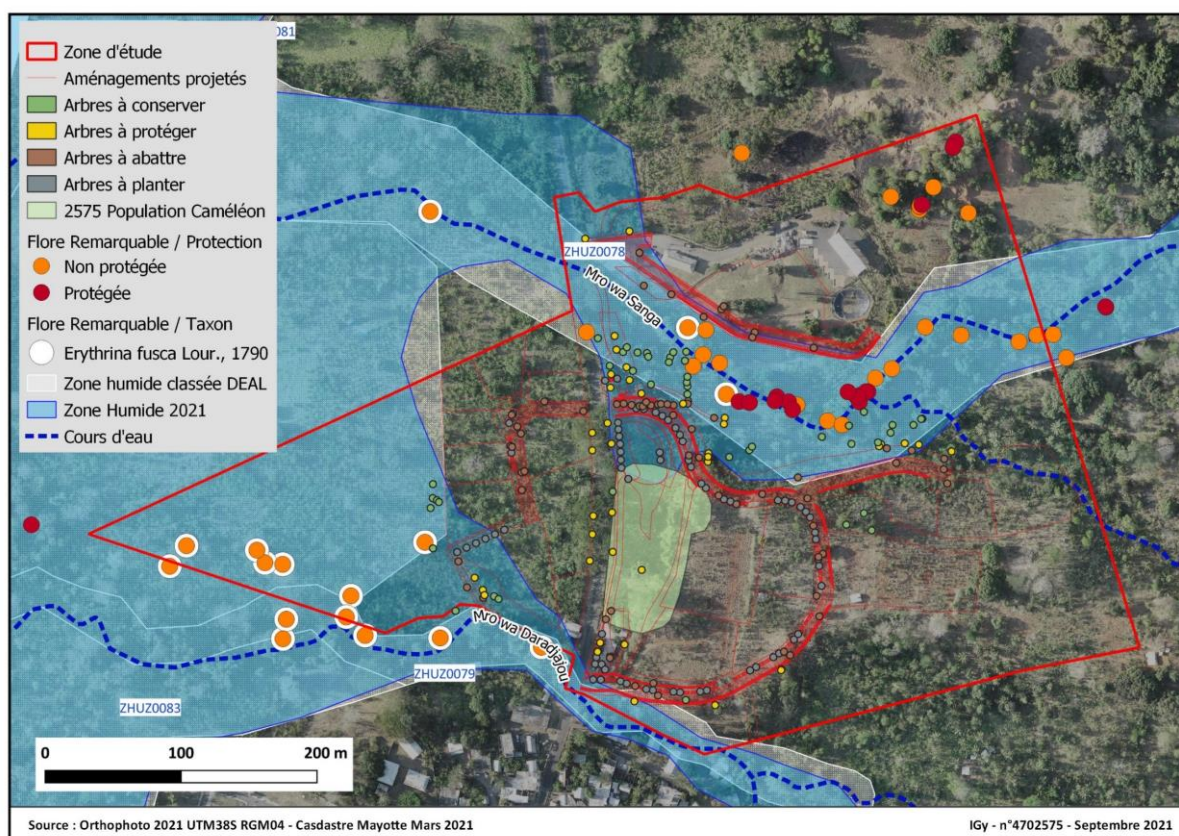 Zone d'étude
Aménagements projetés
Arbres à conserver
Arbres à protéger
Arbres à abattre
Arbres à planter
2575 Population Caméléon
Flore Remarquable / Protection
Non protégée
Protégée
Flore Remarquable / Taxon
Erythrina fusca Lour., 1790
Zone humide classée DEAL
Zone Humide 2021
Cours d'eau
081
ZHUZ0078
Mro wa Sanga
Mro wa Daradjajou
ZHUZ0079
ZHUZ0083
0 100 200 m
Source : Orthophoto 2021 UTM38S RGM04 - Casdastre Mayotte Mars 2021
IGy - n°4702575 - Septembre 2021